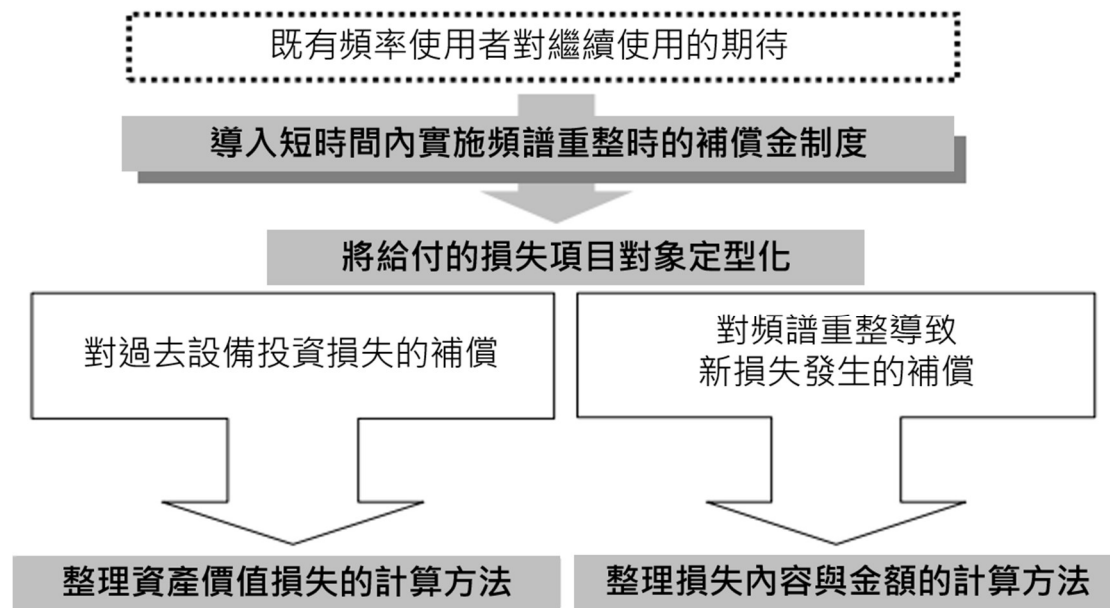 既有頻率使用者對繼續使用的期待
導入短時間內實施頻譜重整時的補償金制度
將給付的損失項目對象定型化
對過去設備投資損失的補償
對頻譜重整導致
新損失發生的補償
整理資產價值損失的計算方法
整理損失內容與金額的計算方法